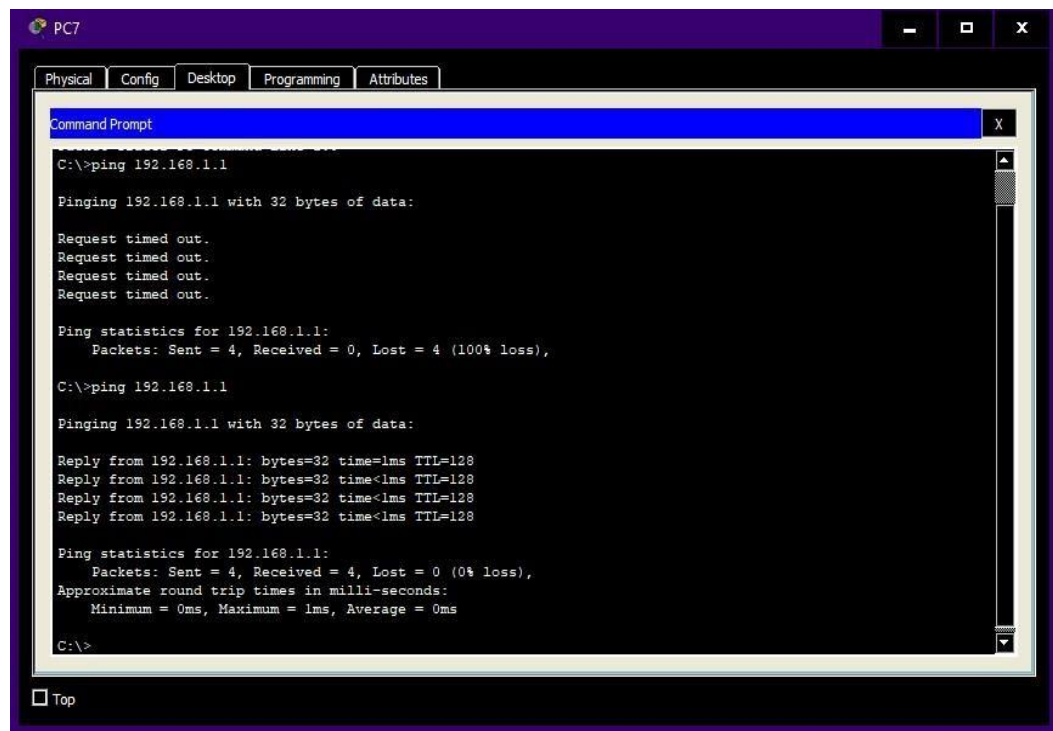 PC7
Physical Config Desktop Programming Attributes
Command Prompt
X
C:\>ping 192.168.1.1
Pinging 192.168.1.1 with 32 bytes of data:
Request timed out.
Request timed out.
Request timed out.
Request timed out.
Ping statistics for 192.168.1.1:
Packets: Sent = 4, Received = 0, Lost = 4 (100% loss),
C:\>ping 192.168.1.1
Pinging 192.168.1.1 with 32 bytes of data:
Reply from 192.168.1.1: bytes=32 time=1ms TTL=128
Reply from 192.168.1.1: bytes=32 time<1ms TTL=128
Reply from 192.168.1.1: bytes=32 time<1ms TTL=128
Reply from 192.168.1.1: bytes=32 time<1ms TTL=128
Ping statistics for 192.168.1.1:
Packets: Sent = 4, Received = 4, Lost = 0 (0% loss),
Approximate round trip times in milli-seconds:
Minimum = 0ms, Maximum = 1ms, Average = 0ms
C:\>
Top